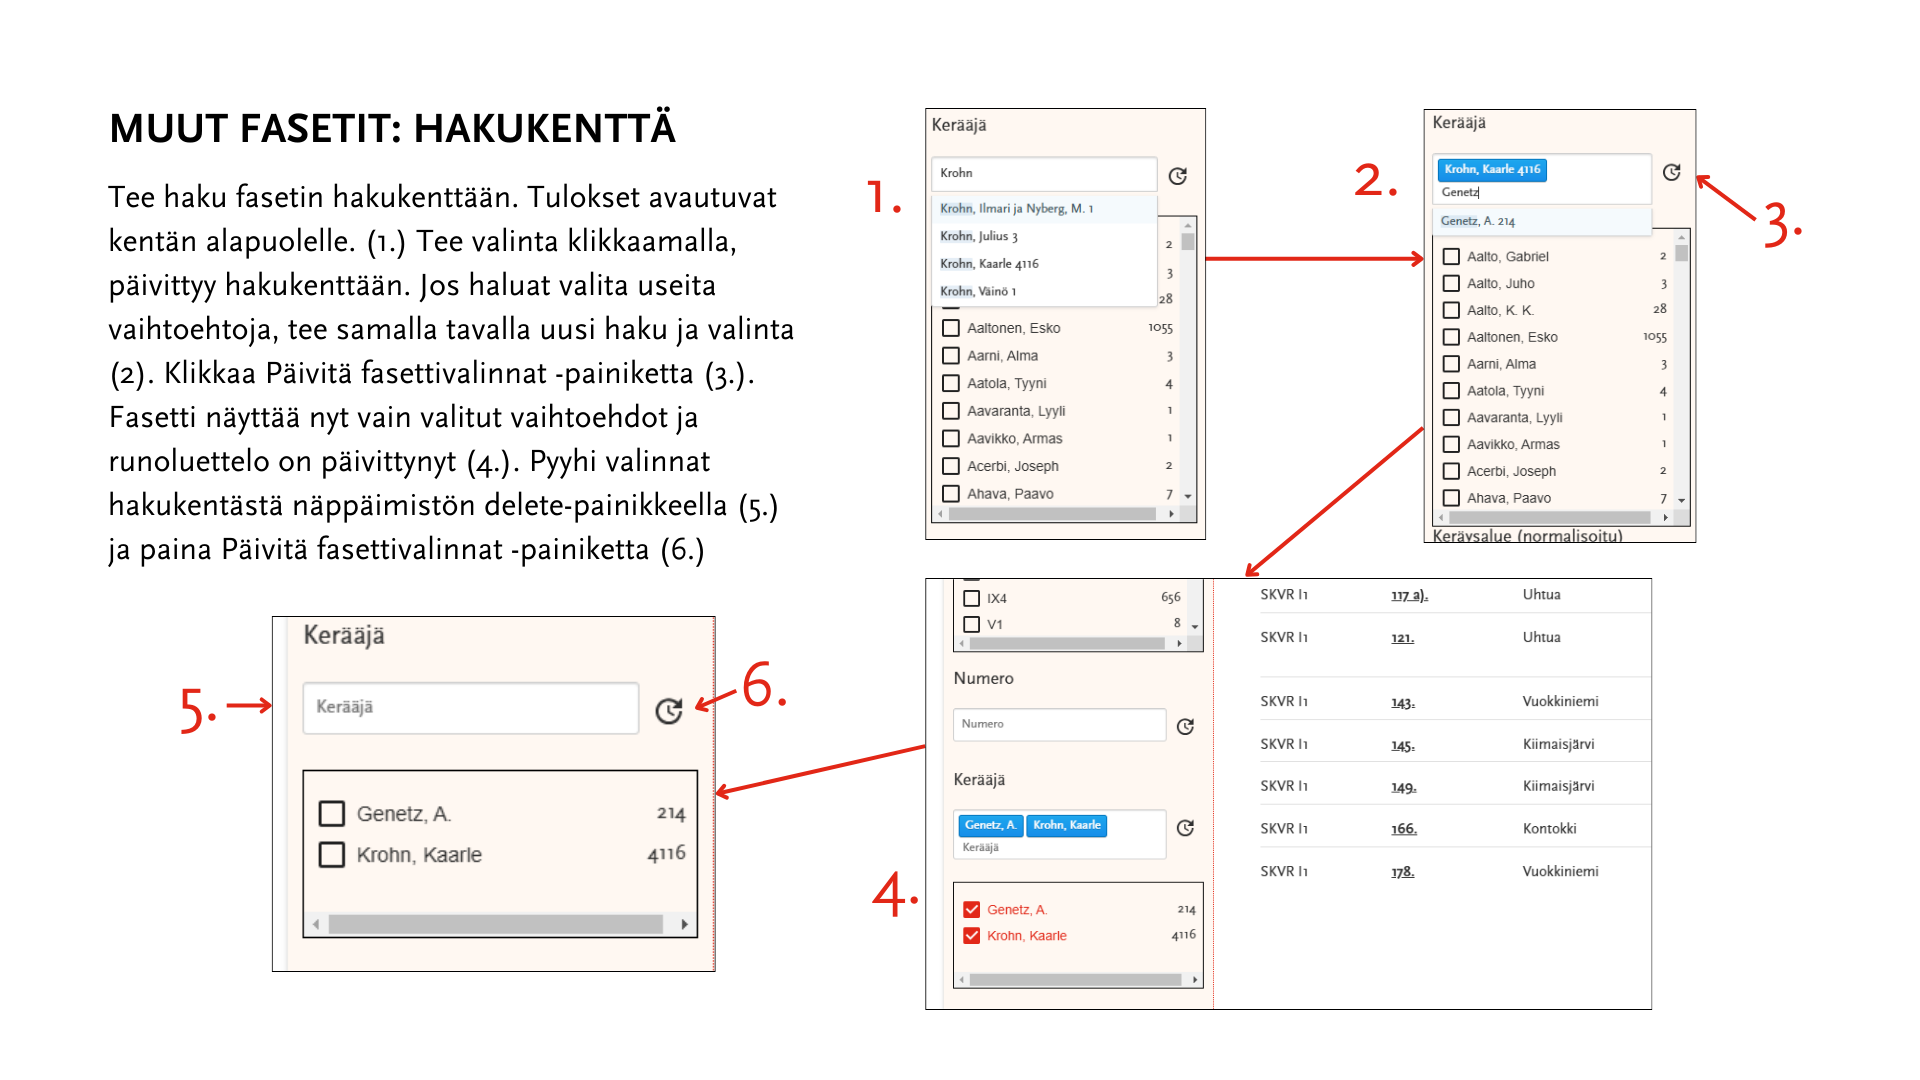 MUUT FASETIT: HAKUKENTTÄ
Tee haku fasetin hakukenttään. Tulokset avautuvat
kentän alapuolelle. (1.) Tee valinta klikkaamalla,
päivittyy hakukenttään. Jos haluat valita useita
vaihtoehtoja, tee samalla tavalla uusi haku ja valinta
(2). Klikkaa Päivitä fasettivalinnat -painiketta (3.).
Fasetti näyttää nyt vain valitut vaihtoehdot ja
runoluettelo on päivittynyt (4.). Pyyhi valinnat
hakukentästä näppäimistön delete-painikkeella (5.)
ja paina Päivitä fasettivalinnat -painiketta (6.)
1.
Kerääjä
Krohn
Krohn, Ilmari ja Nyberg, M. 1
Krohn, Julius 3
Krohn, Kaarle 4116
Krohn, Väinö 1
2
3
28
Aaltonen, Esko 1055
Aarni, Alma 3
Aatola, Tyyni 4
Aavaranta, Lyyli 1
Aavikko, Armas 1
Acerbi, Joseph 2
Ahava, Paavo 7
2.
Kerääjä
Krohn, Kaarle 4116
Genetz
Genetz, A. 214
Aalto, Gabriel 2
Aalto, Juho 3
Aalto, K. K. 28
Aaltonen, Esko 1055
Aarni, Alma 3
Aatola, Tyyni 4
Aavaranta, Lyyli 1
Aavikko, Armas 1
Acerbi, Joseph 2
Ahava, Paavo 7
Keräysalue (normalisoitu)
3.
4.
IX4 656
V1 8
Numero
Numero
Kerääjä
Genetz, A. Krohn, Kaarle
Kerääjä
Genetz, A. 214
Krohn, Kaarle 4116
SKVR I1 117 a). Uhtua
SKVR I1 121. Uhtua
SKVR I1 143. Vuokkiniemi
SKVR I1 145. Kiimaisjärvi
SKVR I1 149. Kiimaisjärvi
SKVR I1 166. Kontokki
SKVR I1 178. Vuokkiniemi
5.
Kerääjä
Kerääjä
6.
Genetz, A. 214
Krohn, Kaarle 4116